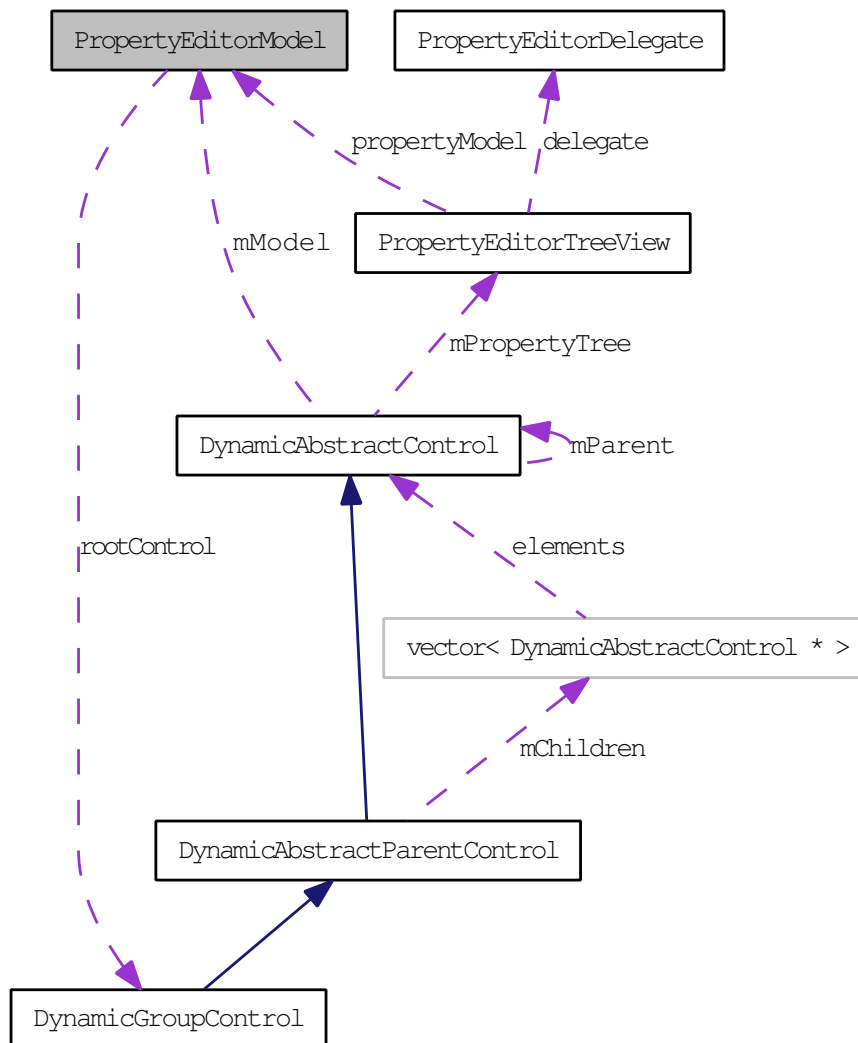 PropertyEditorModel
PropertyEditorDelegate
propertyModel
delegate
mModel
PropertyEditorTreeView
mPropertyTree
DynamicAbstractControl
mParent
rootControl
elements
vector< DynamicAbstractControl * >
mChildren
DynamicAbstractParentControl
DynamicGroupControl